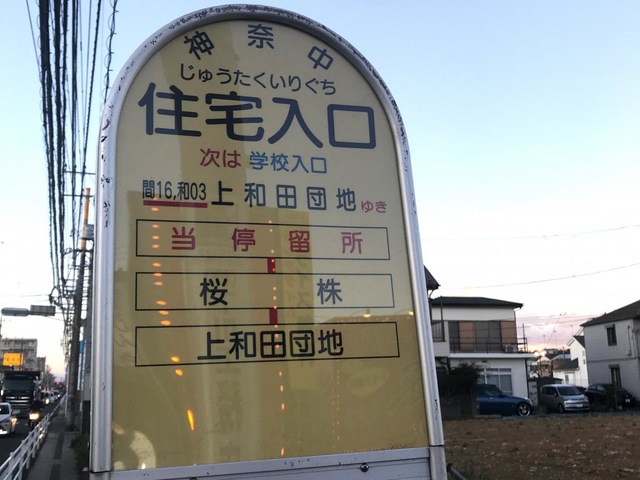 神奈中
じゅうたくいりぐち
住宅入口
次は 学校入口
間16,和03 上和田団地ゆき
当停留所
桜株
上和田団地